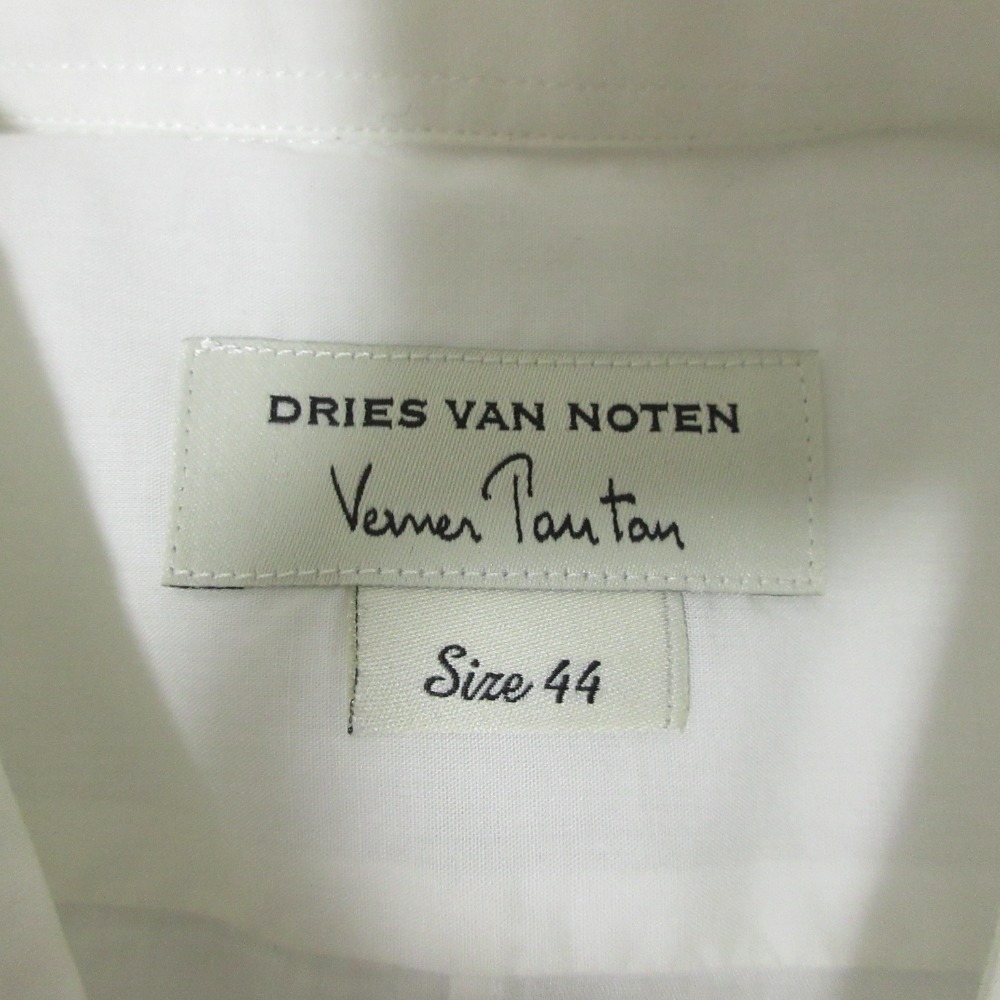 DRIES VAN NOTEN
Verner Panton
Size 44